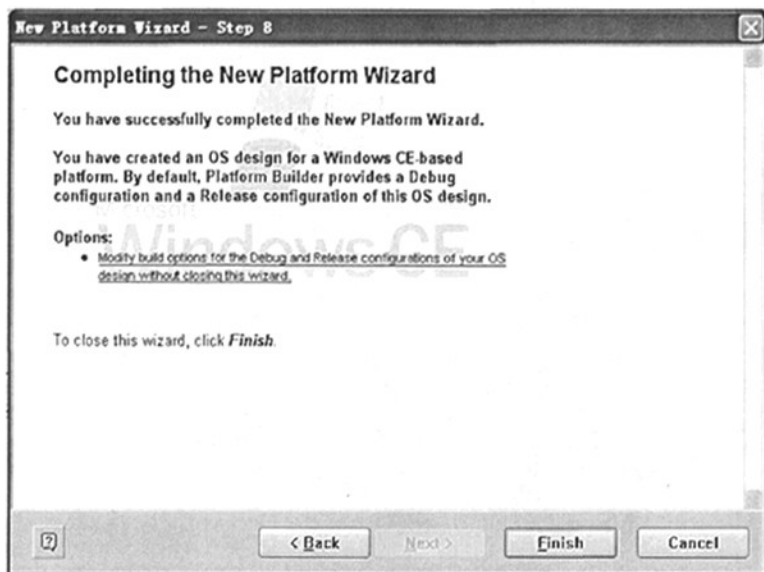 New Platform Wizard - Step 8
Completing the New Platform Wizard
You have successfully completed the New Platform Wizard.
You have created an OS design for a Windows CE-based
platform. By default, Platform Builder provides a Debug
configuration and a Release configuration of this OS design.
Microsoft
Windows CE
Options:
• Modify build options for the Debug and Release configurations of your OS
design without closing this wizard.
To close this wizard, click Finish.
?
< Back
Next >
Finish
Cancel